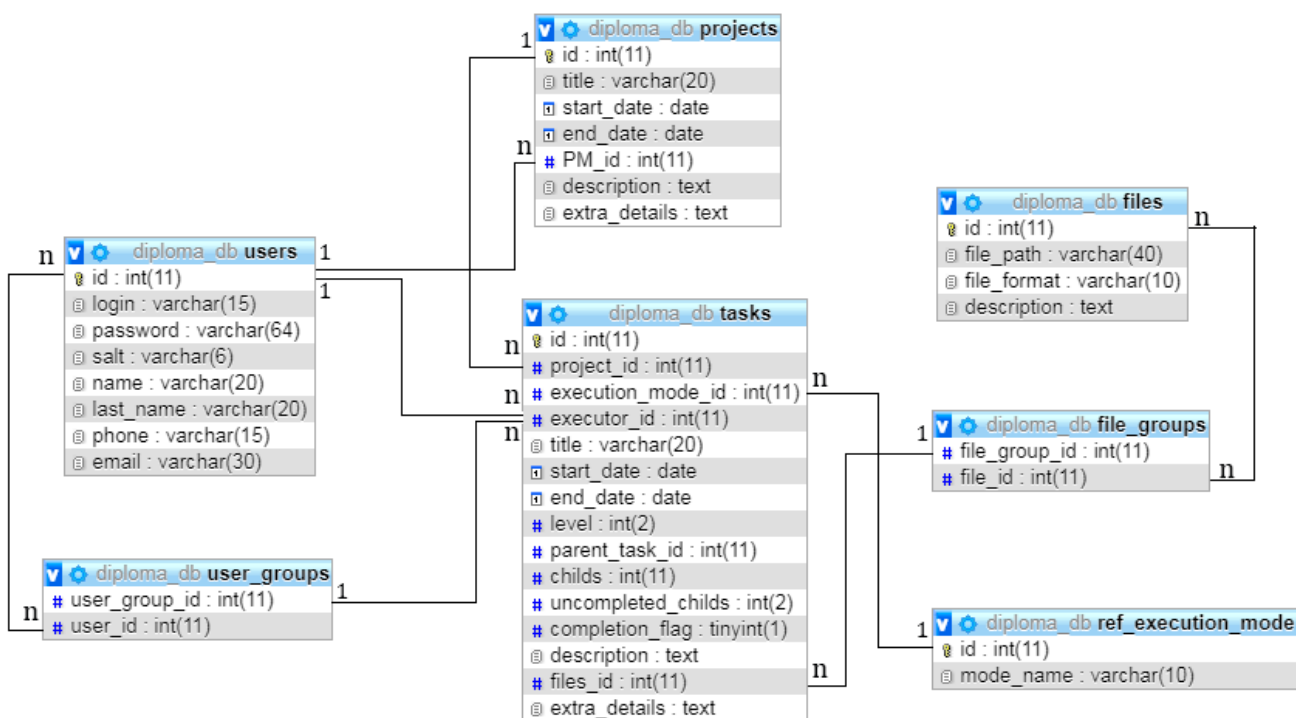 diploma_db projects
id : int(11)
title : varchar(20)
start_date : date
end_date : date
PM_id : int(11)
description : text
extra_details : text
1
n
diploma_db users
id : int(11)
login : varchar(15)
password : varchar(64)
salt : varchar(6)
name : varchar(20)
last_name : varchar(20)
phone : varchar(15)
email : varchar(30)
n
1
1
diploma_db user_groups
user_group_id : int(11)
user_id : int(11)
n
1
diploma_db tasks
id : int(11)
project_id : int(11)
execution_mode_id : int(11)
executor_id : int(11)
title : varchar(20)
start_date : date
end_date : date
level : int(2)
parent_task_id : int(11)
childs : int(11)
uncompleted_childs : int(2)
completion_flag : tinyint(1)
description : text
files_id : int(11)
extra_details : text
n
n
n
n
n
diploma_db files
id : int(11)
file_path : varchar(40)
file_format : varchar(10)
description : text
n
diploma_db file_groups
file_group_id : int(11)
file_id : int(11)
1
n
diploma_db ref_execution_mode
id : int(11)
mode_name : varchar(10)
1